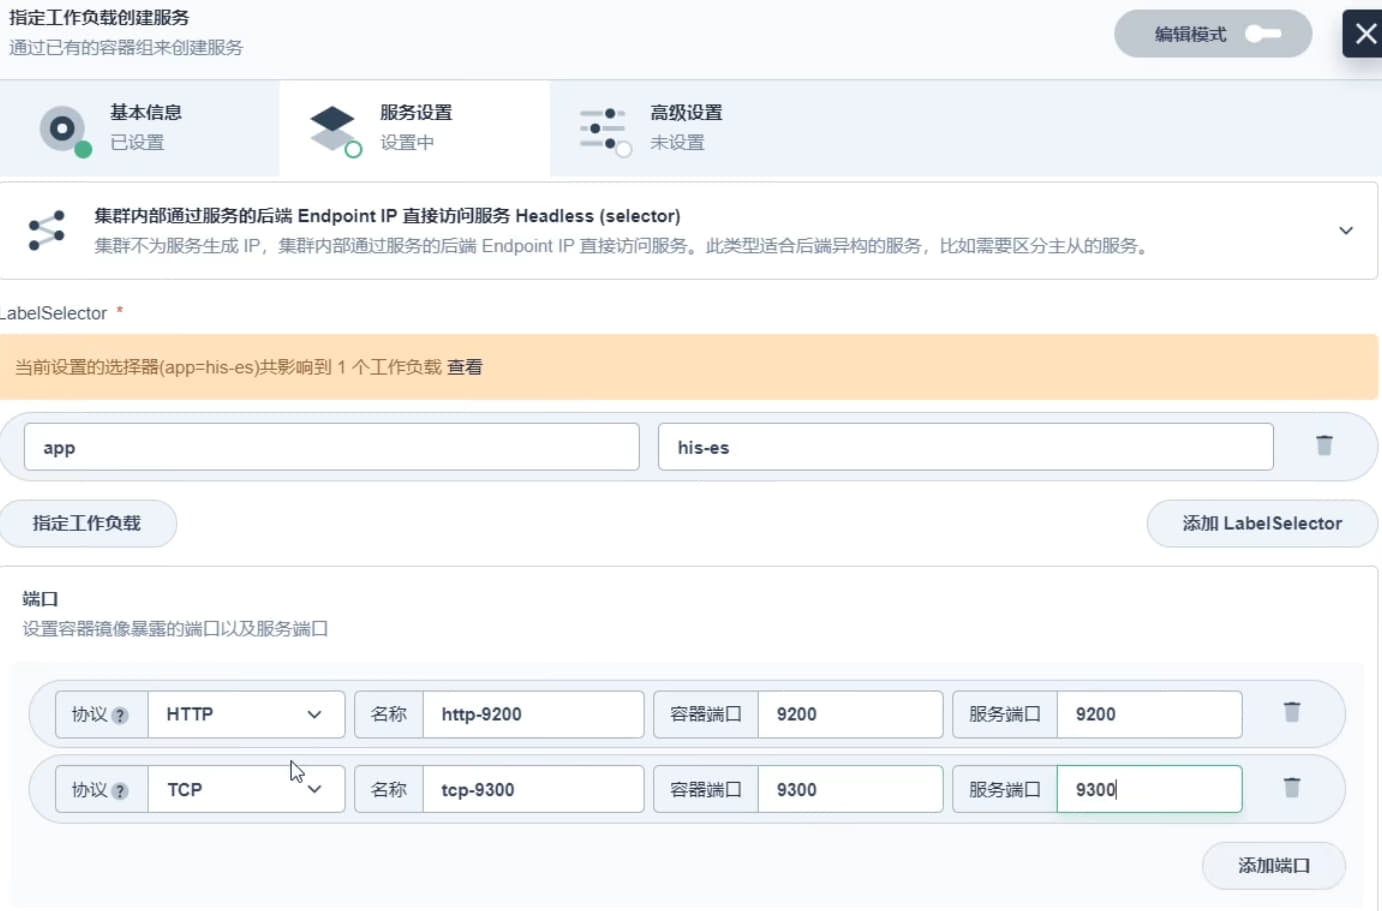 指定工作负载创建服务
通过已有的容器组来创建服务
编辑模式
基本信息
已设置
服务设置
设置中
高级设置
未设置
集群内部通过服务的后端 Endpoint IP 直接访问服务 Headless (selector)
集群不为服务生成 IP，集群内部通过服务的后端 Endpoint IP 直接访问服务。此类型适合后端异构的服务，比如需要区分主从的服务。
LabelSelector *
当前设置的选择器(app=his-es)共影响到 1 个工作负载 查看
app his-es
指定工作负载 添加 LabelSelector
端口
设置容器镜像暴露的端口以及服务端口
协议 ? HTTP 名称 http-9200 容器端口 9200 服务端口 9200
协议 ? TCP 名称 tcp-9300 容器端口 9300 服务端口 9300
添加端口